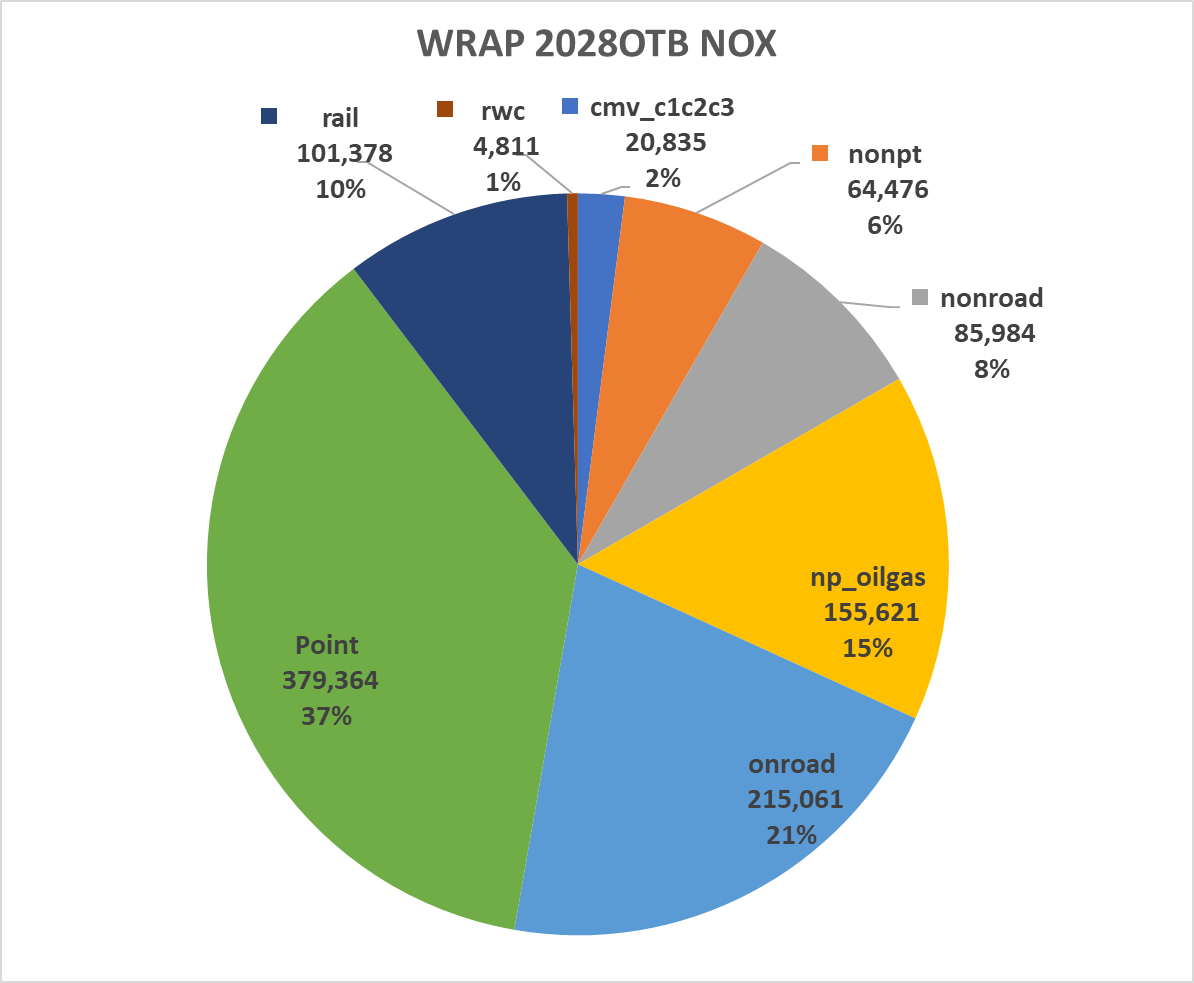 WRAP 2028OTB NOX
rail
101,378
10%
rwc
4,811
1%
cmv_c1c2c3
20,835
2%
nonpt
64,476
6%
nonroad
85,984
8%
np_oilgas
155,621
15%
onroad
215,061
21%
Point
379,364
37%